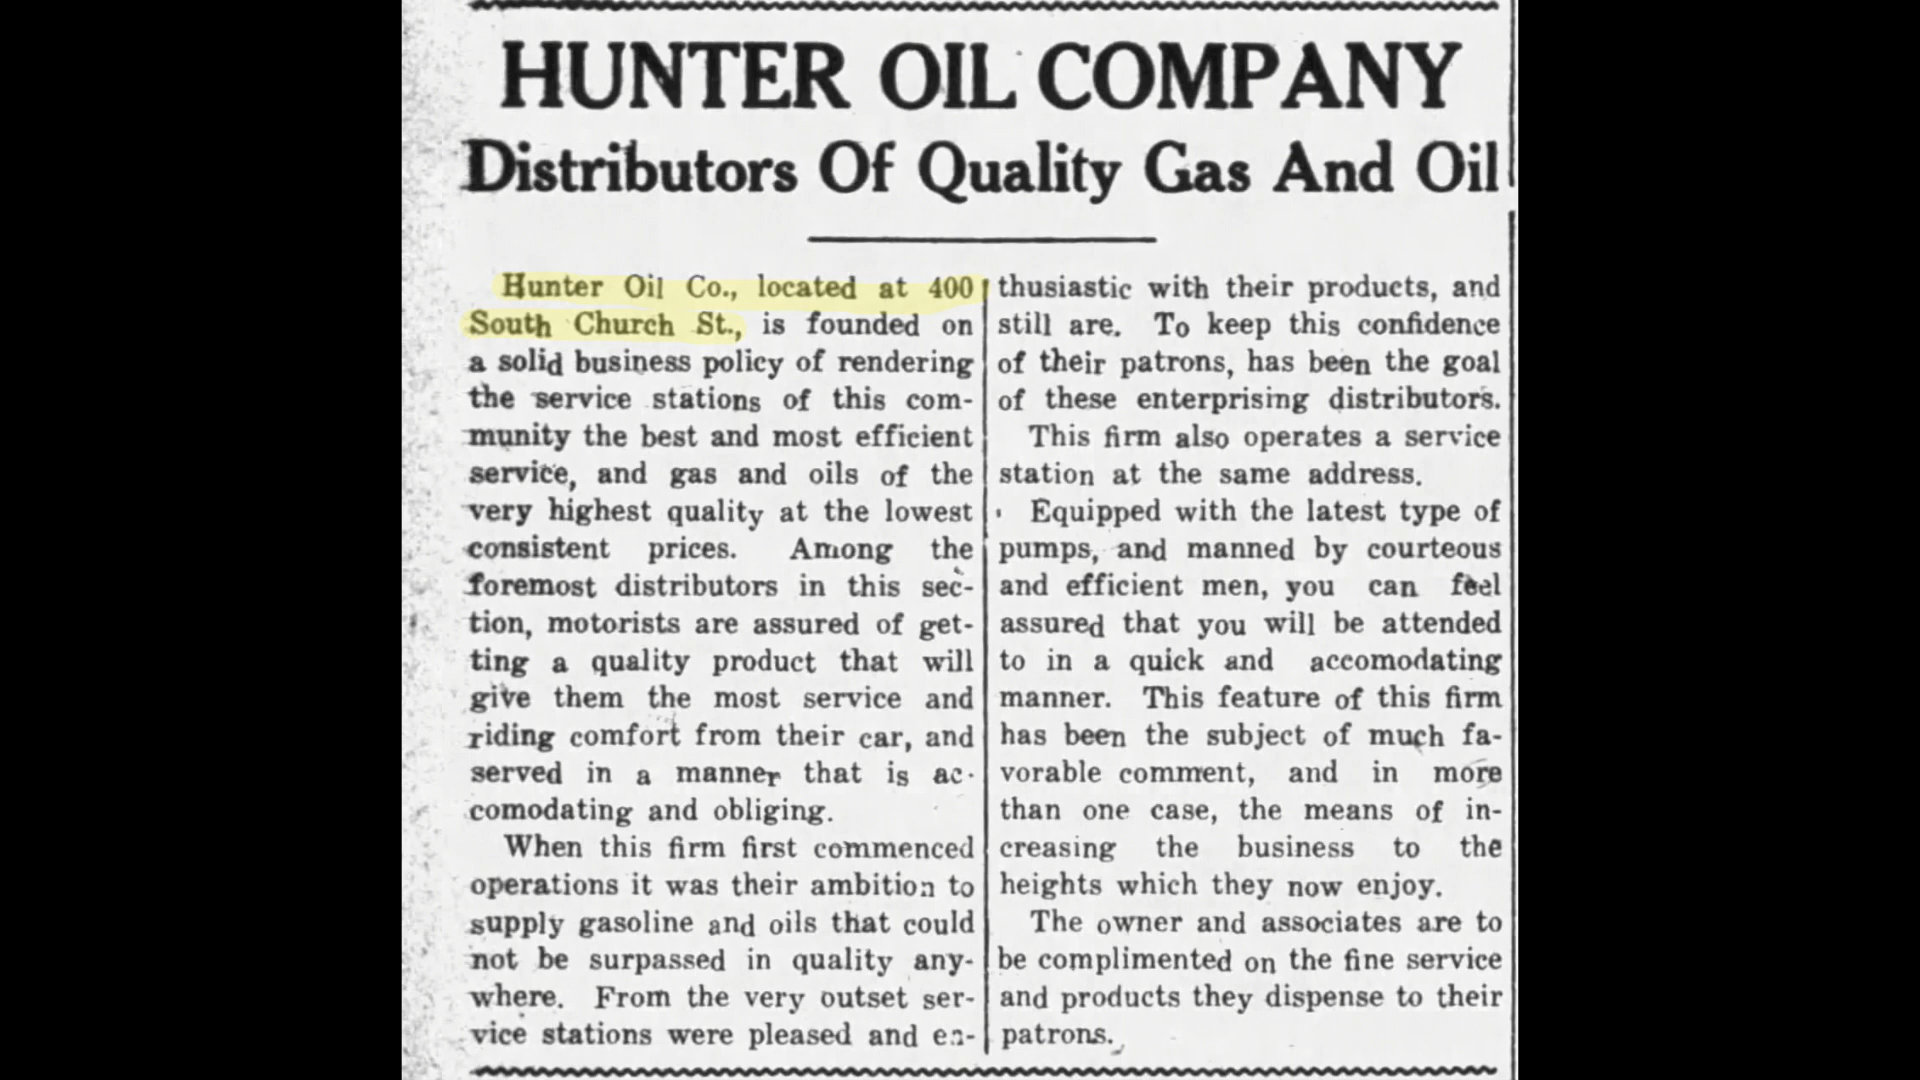 HUNTER OIL COMPANY
Distributors Of Quality Gas And Oil
Hunter Oil Co., located at 400
South Church St., is founded on
a solid business policy of rendering
the service stations of this com-
munity the best and most efficient
service, and gas and oils of the
very highest quality at the lowest
consistent prices. Among the
foremost distributors in this sec-
tion, motorists are assured of get-
ting a quality product that will
give them the most service and
riding comfort from their car, and
served in a manner that is ac-
comodating and obliging.
When this firm first commenced
operations it was their ambition to
supply gasoline and oils that could
not be surpassed in quality any-
where. From the very outset ser-
vice stations were pleased and en-
thusiastic with their products, and
still are. To keep this confidence
of their patrons, has been the goal
of these enterprising distributors.
This firm also operates a service
station at the same address.
Equipped with the latest type of
pumps, and manned by courteous
and efficient men, you can feel
assured that you will be attended
to in a quick and accomodating
manner. This feature of this firm
has been the subject of much fa-
vorable comment, and in more
than one case, the means of in-
creasing the business to the
heights which they now enjoy.
The owner and associates are to
be complimented on the fine service
and products they dispense to their
patrons.